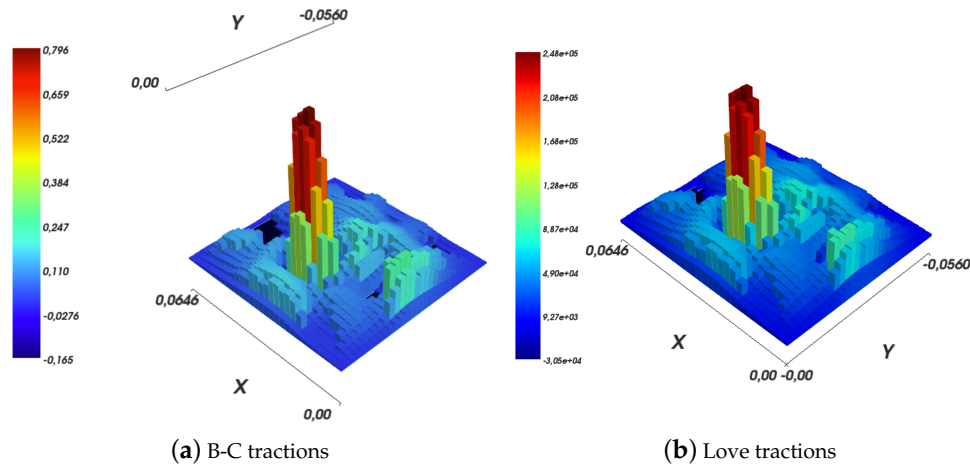 Y
-0,0560
0,00
0,796
0,659
0,522
0,384
0,247
0,110
-0,0276
-0,165
0,0646
X
0,00
(a) B-C tractions
2,48e+05
2,08e+05
1,68e+05
1,28e+05
8,87e+04
4,90e+04
9,27e+03
-3,05e+04
0,0646
X
0,00 -0,00
Y
-0,0560
(b) Love tractions